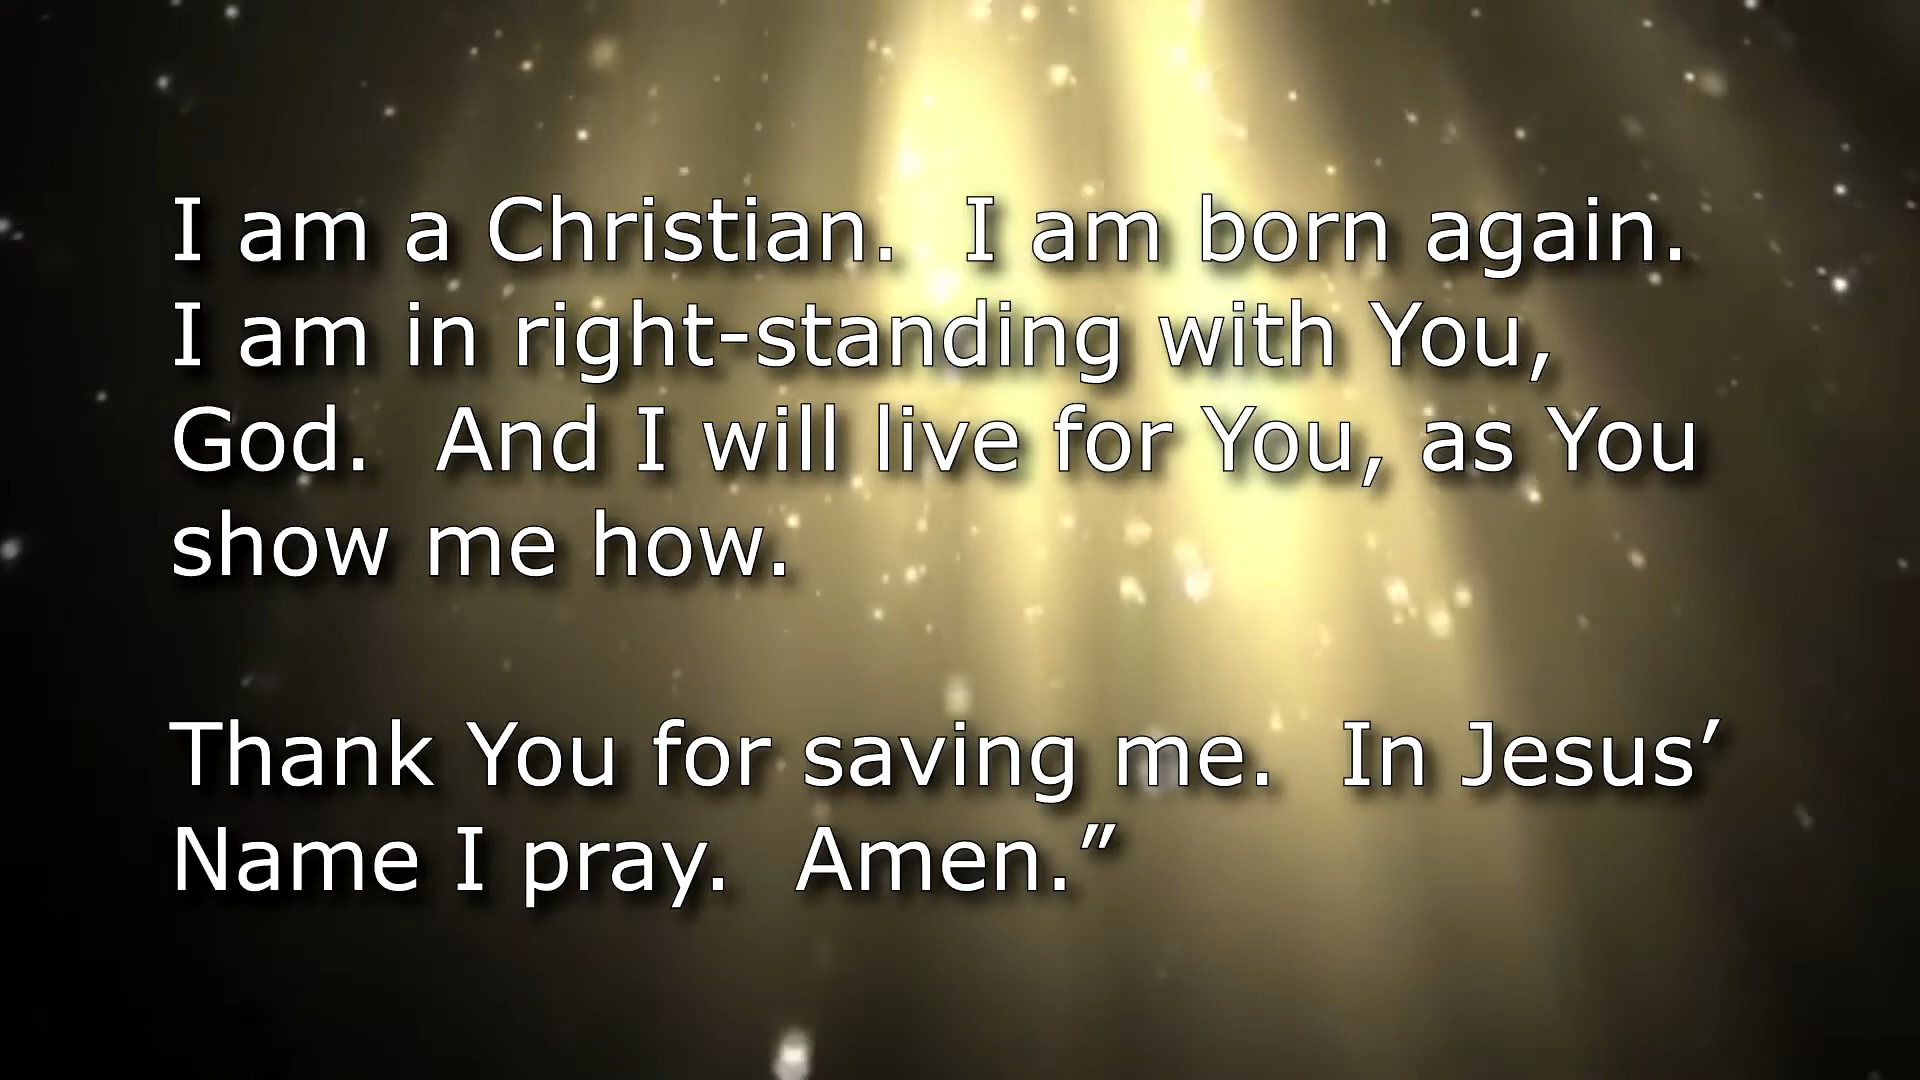 I am a Christian.  I am born again.
I am in right-standing with You,
God.  And I will live for You, as You
show me how.
Thank You for saving me.  In Jesus’
Name I pray.  Amen.”